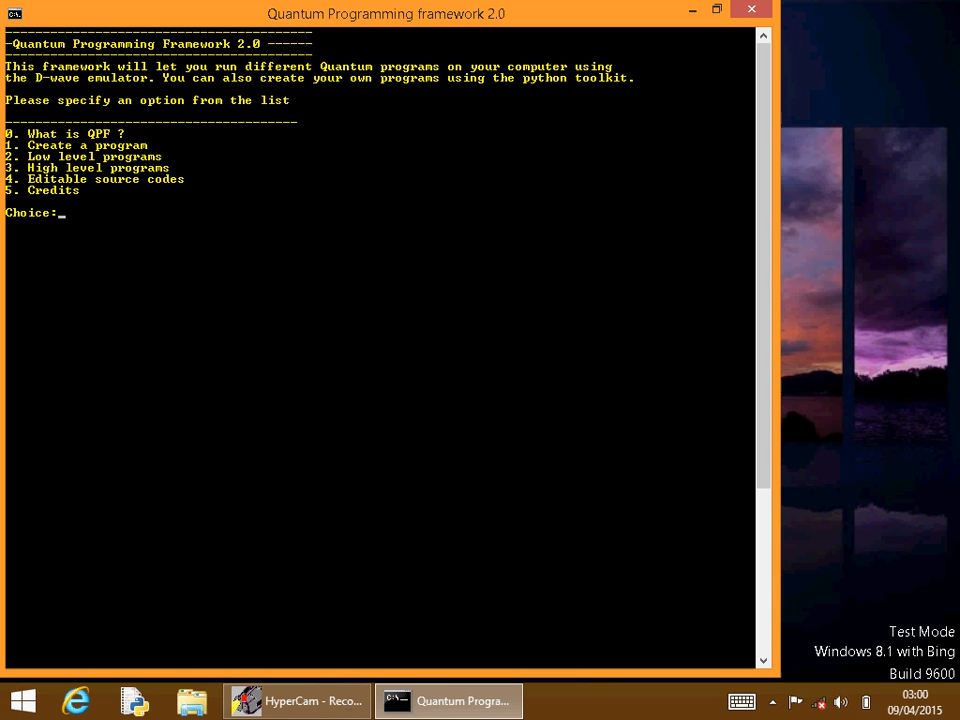 Quantum Programming framework 2.0
-----------------------------------------
-Quantum Programming Framework 2.0 ------
-----------------------------------------
This framework will let you run different Quantum programs on your computer using
the D-wave emulator. You can also create your own programs using the python toolkit.
Please specify an option from the list
---------------------------------------
0. What is QPF ?
1. Create a program
2. Low level programs
3. High level programs
4. Editable source codes
5. Credits
Choice:_
Test Mode
Windows 8.1 with Bing
Build 9600
HyperCam - Reco...
Quantum Progra...
03:00
09/04/2015